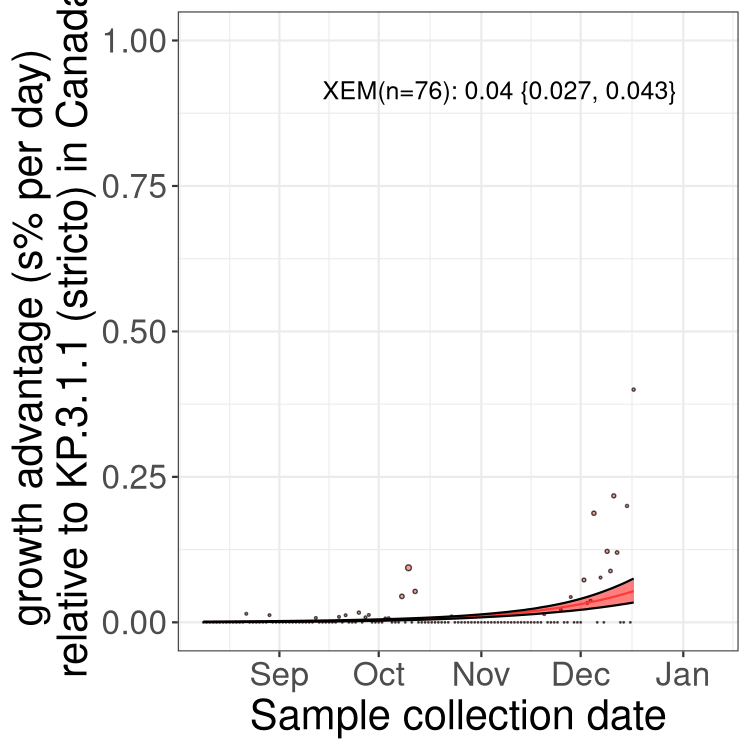 growth advantage (s% per day)
relative to KP.3.1.1 (stricto) in Canada
1.00
0.75
0.50
0.25
0.00
XEM(n=76): 0.04 {0.027, 0.043}
Sep Oct Nov Dec Jan
Sample collection date